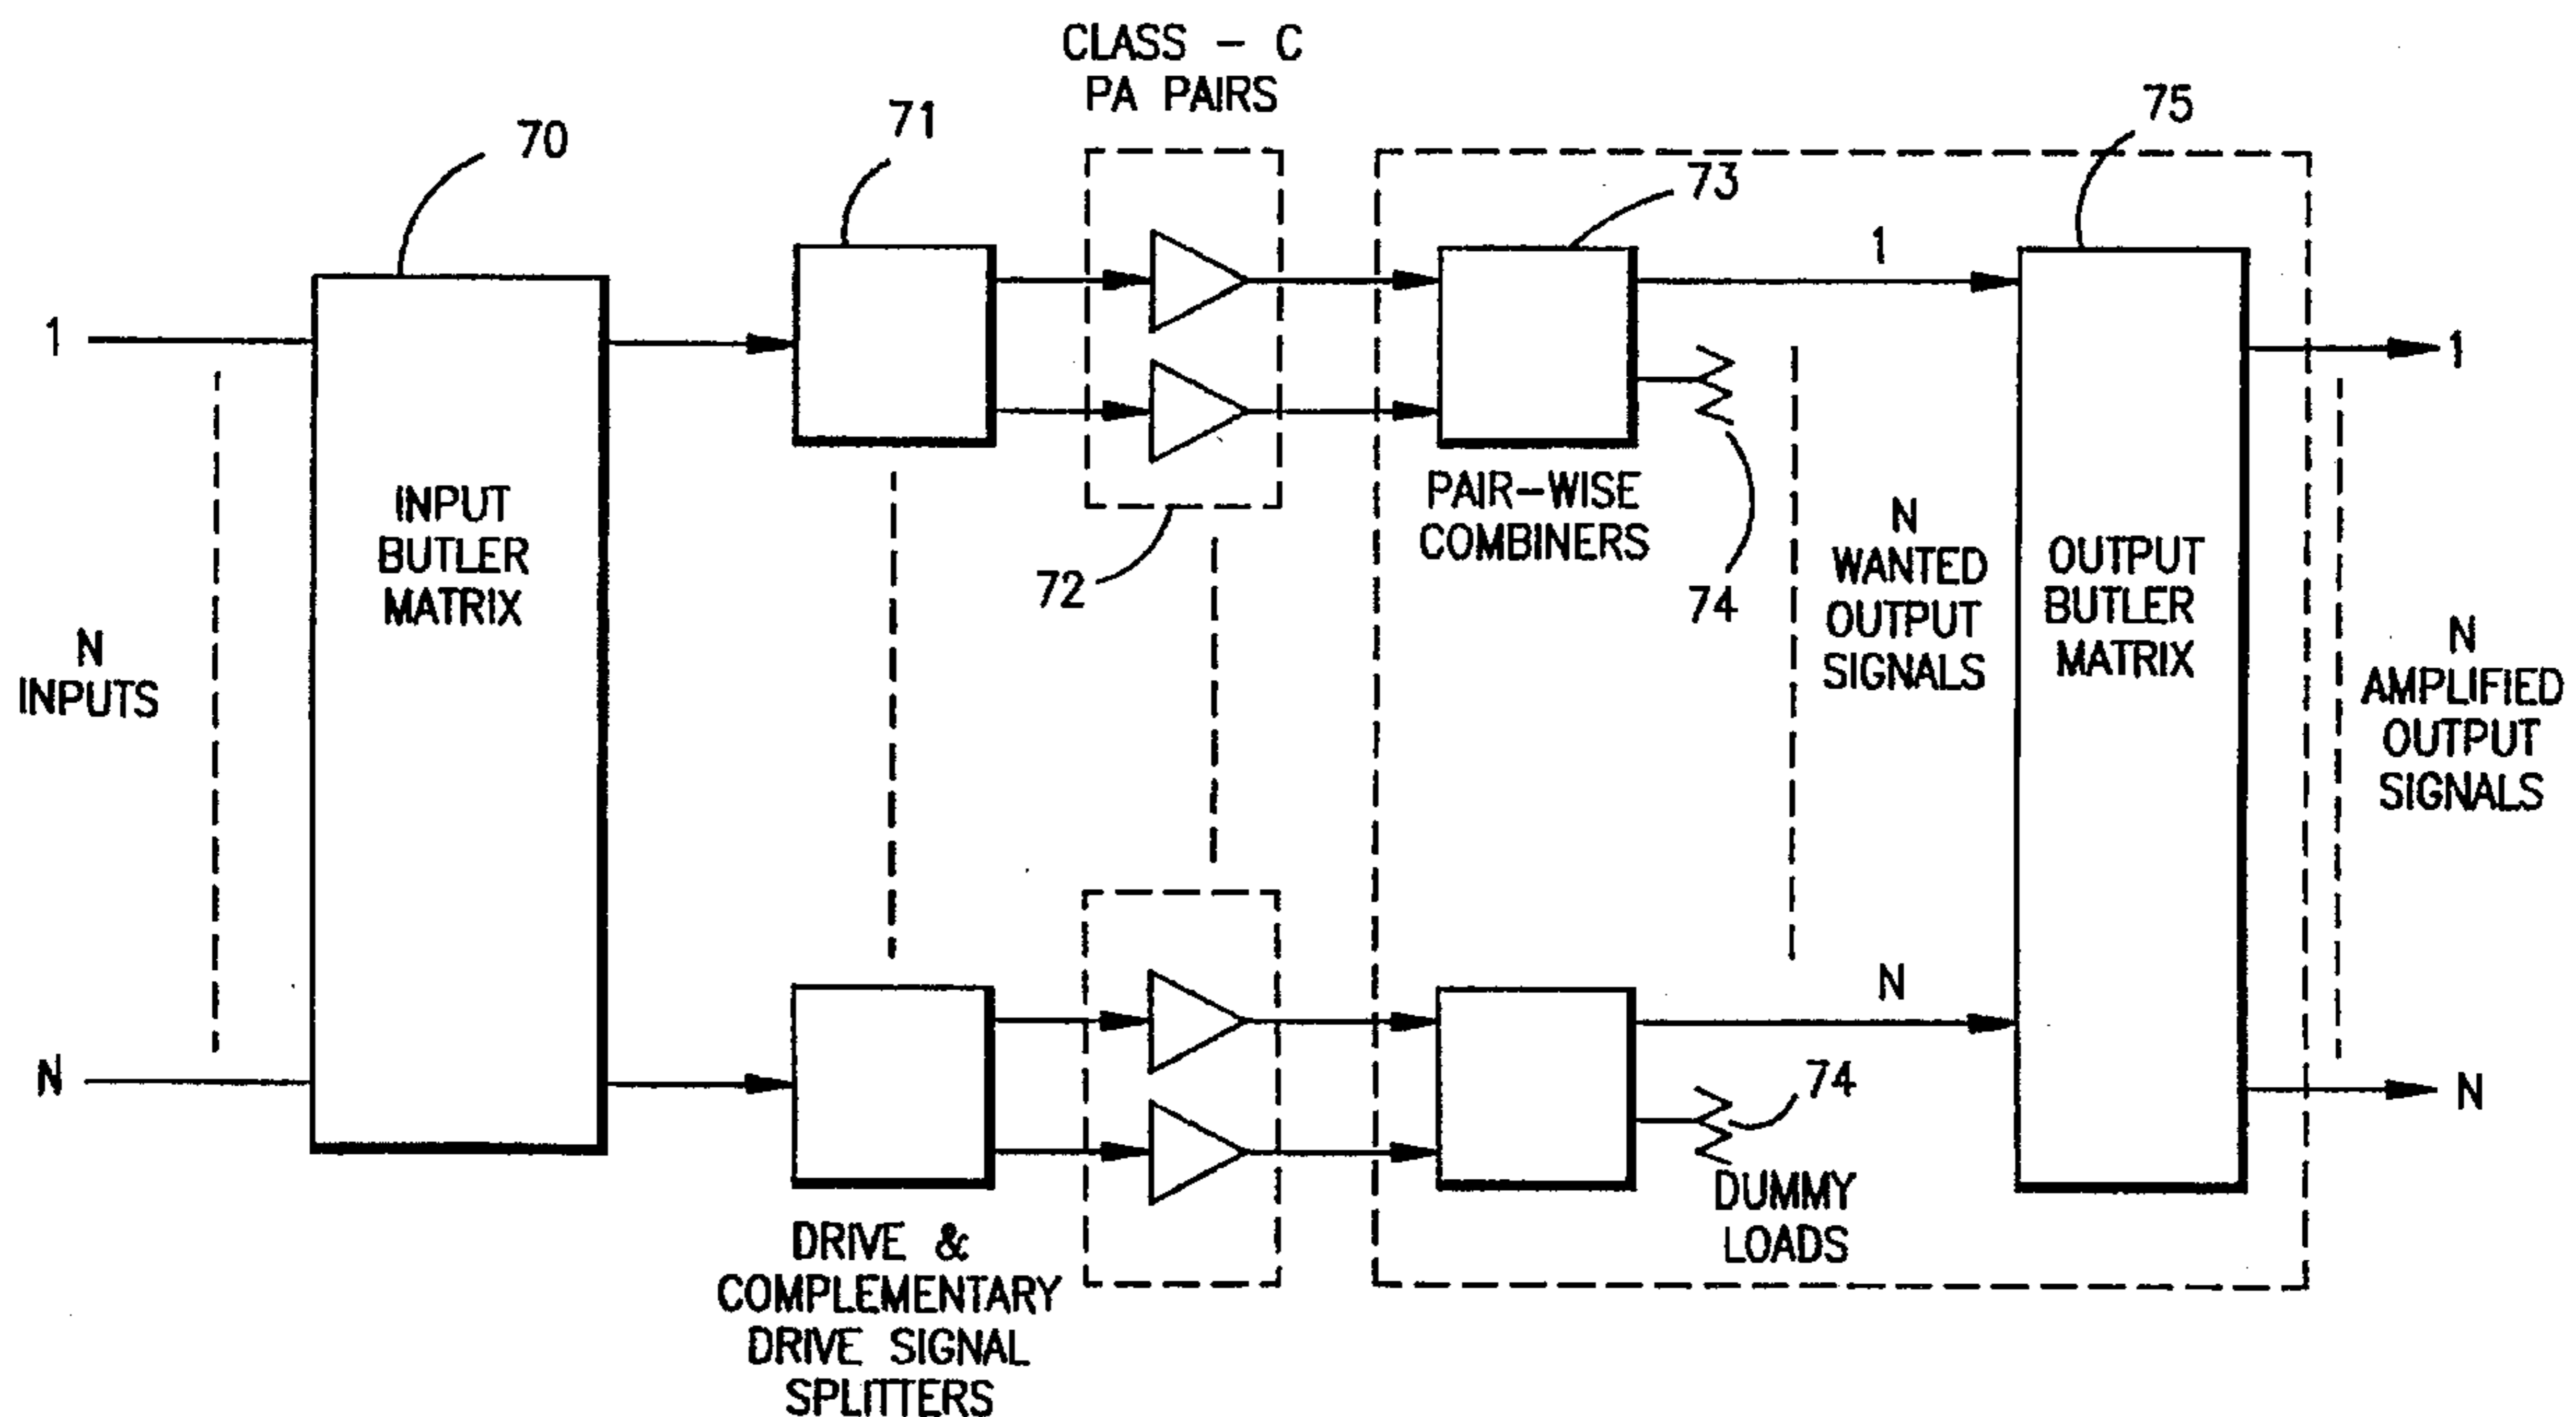 CLASS - C
PA PAIRS
70
71
72
73
74
75
1
N
INPUTS
N
INPUT
BUTLER
MATRIX
DRIVE &
COMPLEMENTARY
DRIVE SIGNAL
SPLITTERS
PAIR-WISE
COMBINERS
1
N
WANTED
OUTPUT
SIGNALS
N
74
DUMMY
LOADS
OUTPUT
BUTLER
MATRIX
1
N
AMPLIFIED
OUTPUT
SIGNALS
N